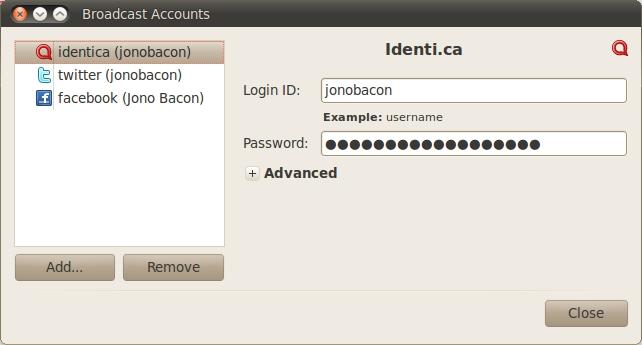 Broadcast Accounts
identica (jonobacon)
twitter (jonobacon)
facebook (Jono Bacon)
Add...
Remove
Identi.ca
Login ID:
jonobacon
Example: username
Password:
●●●●●●●●●●●●●●●●●●
Advanced
Close